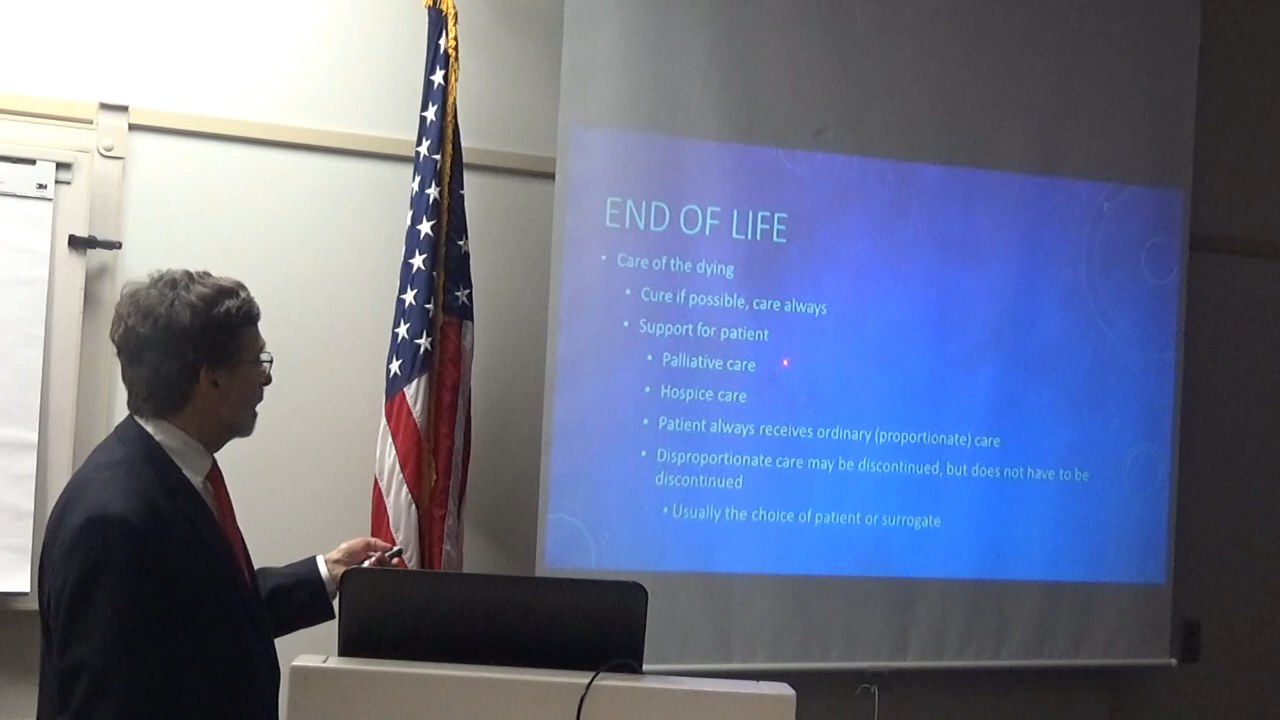 3M
END OF LIFE
• Care of the dying
• Cure if possible, care always
• Support for patient
• Palliative care
• Hospice care
• Patient always receives ordinary (proportionate) care
• Disproportionate care may be discontinued, but does not have to be
discontinued
• Usually the choice of patient or surrogate